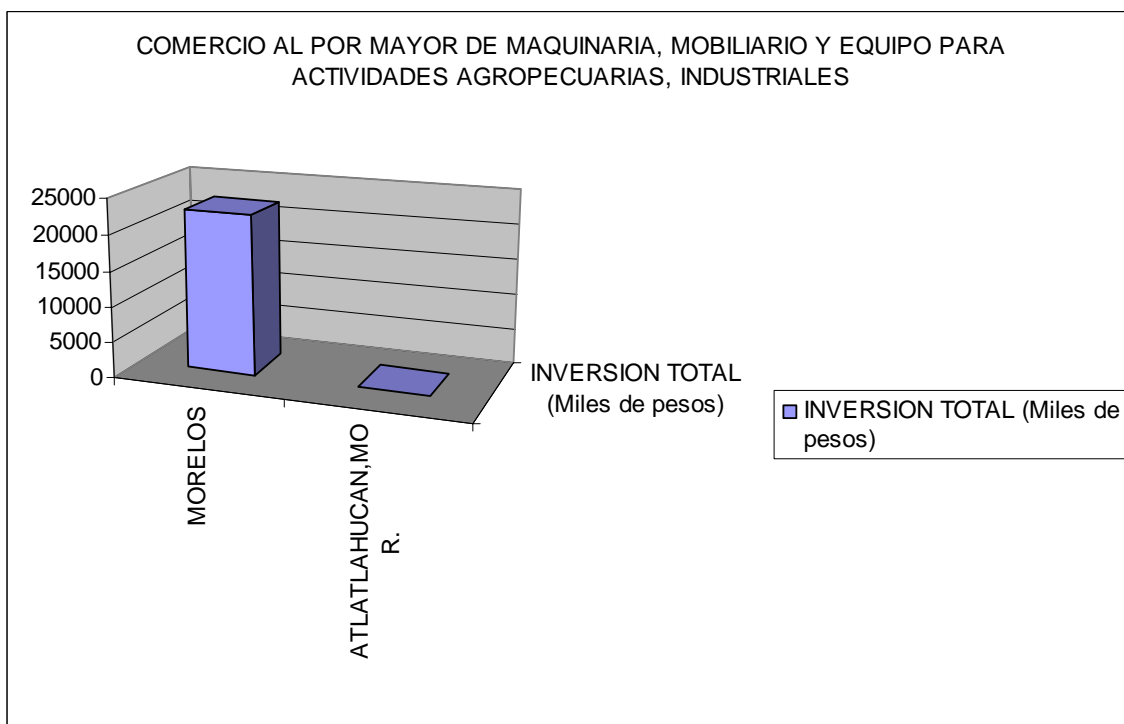 COMERCIO AL POR MAYOR DE MAQUINARIA, MOBILIARIO Y EQUIPO PARA
ACTIVIDADES AGROPECUARIAS, INDUSTRIALES
25000
20000
15000
10000
5000
0
MORELOS
ATLATLAHUCAN,MO
R.
INVERSION TOTAL
(Miles de pesos)
INVERSION TOTAL (Miles de
pesos)